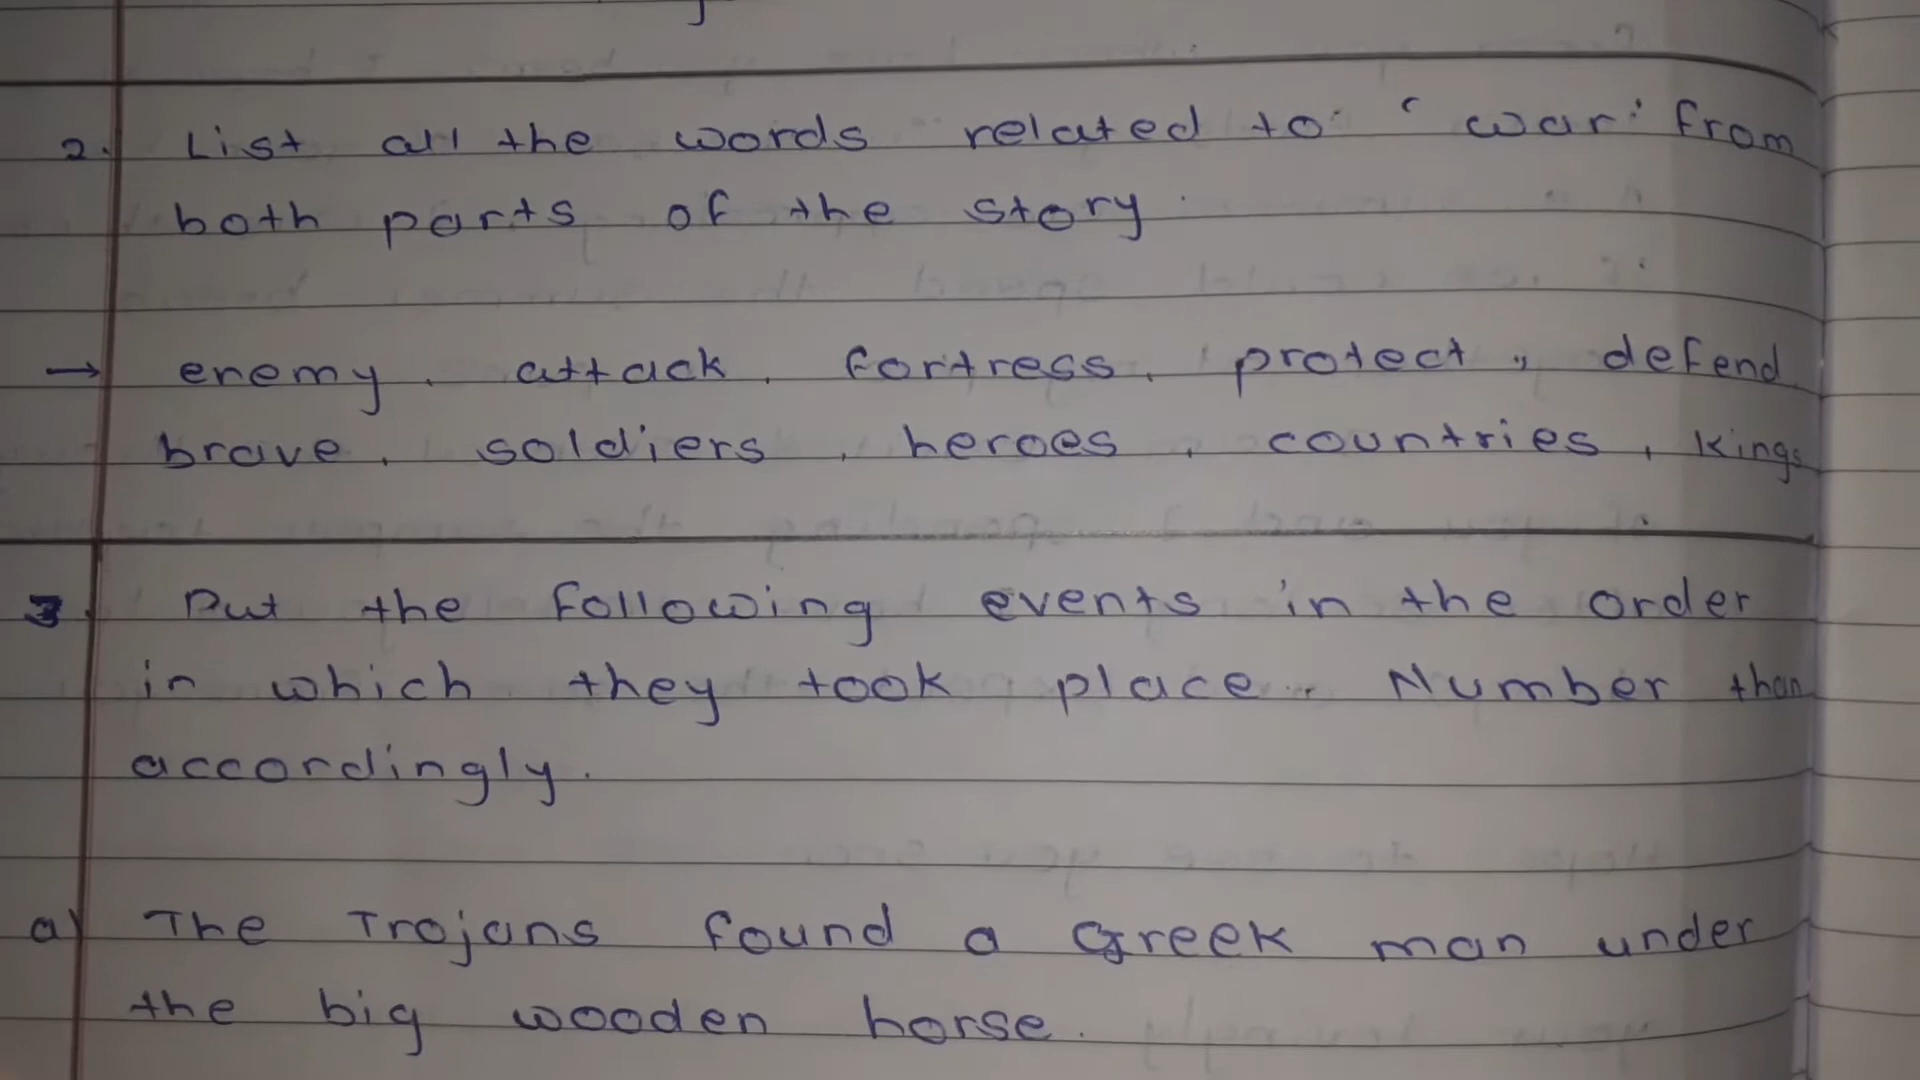 2. List all the words related to 'war' from
both parts of the story.
→ enemy, attack, fortress, protect, defend
brave, soldiers, heroes, countries, Kings
3. Put the following events in the order
in which they took place. Number than
accordingly.
a) The Trojans found a Greek man under
the big wooden horse.